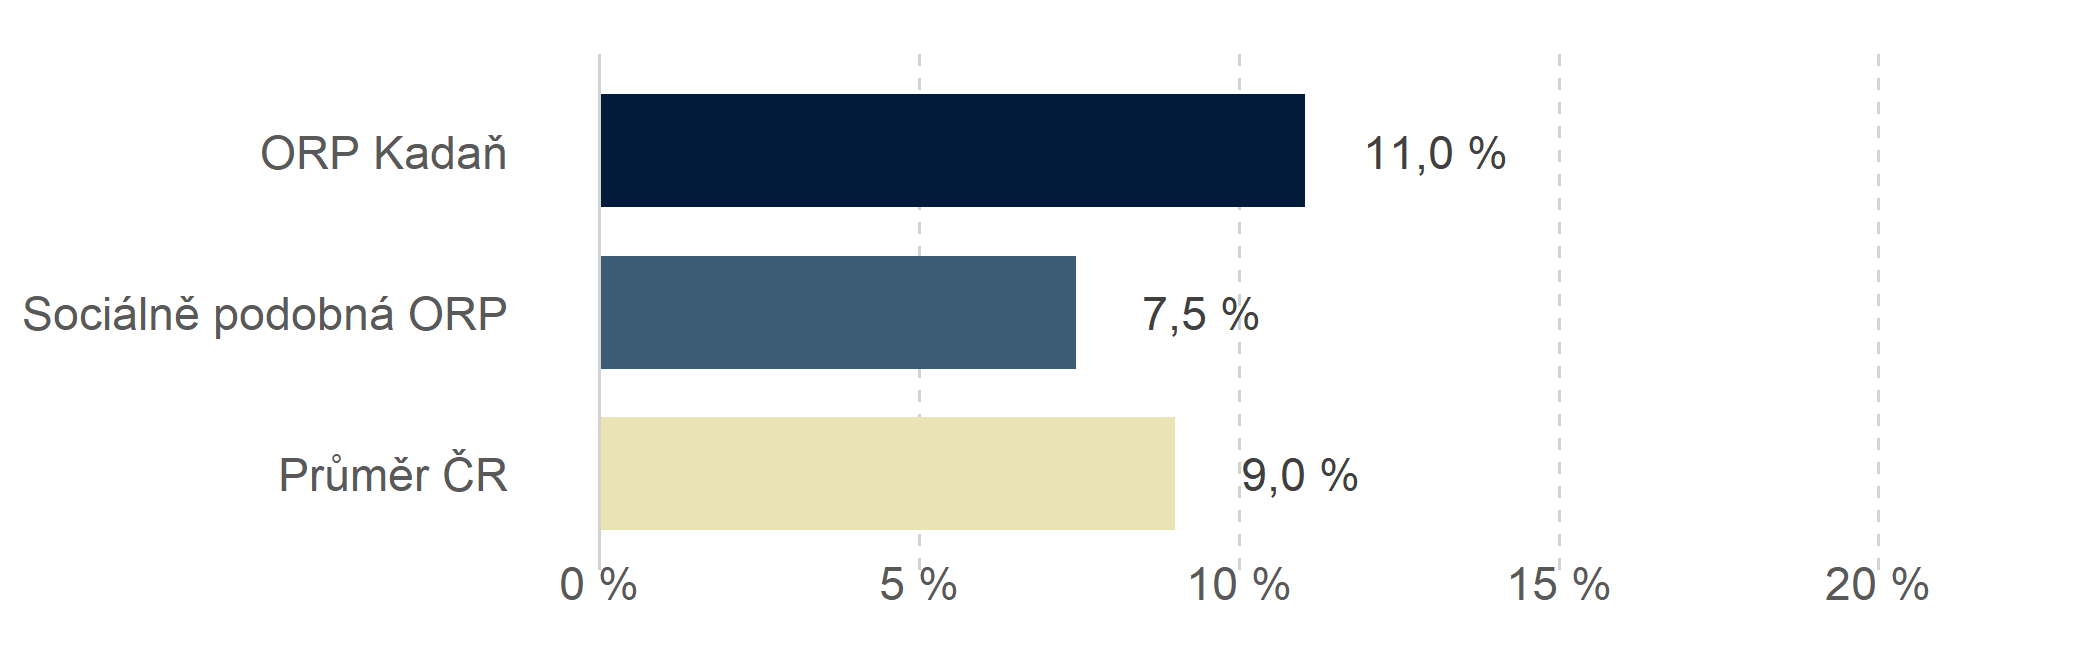 ORP Kadaň
11,0 %
Sociálně podobná ORP
7,5 %
Průměr ČR
9,0 %
0 %
5 %
10 %
15 %
20 %